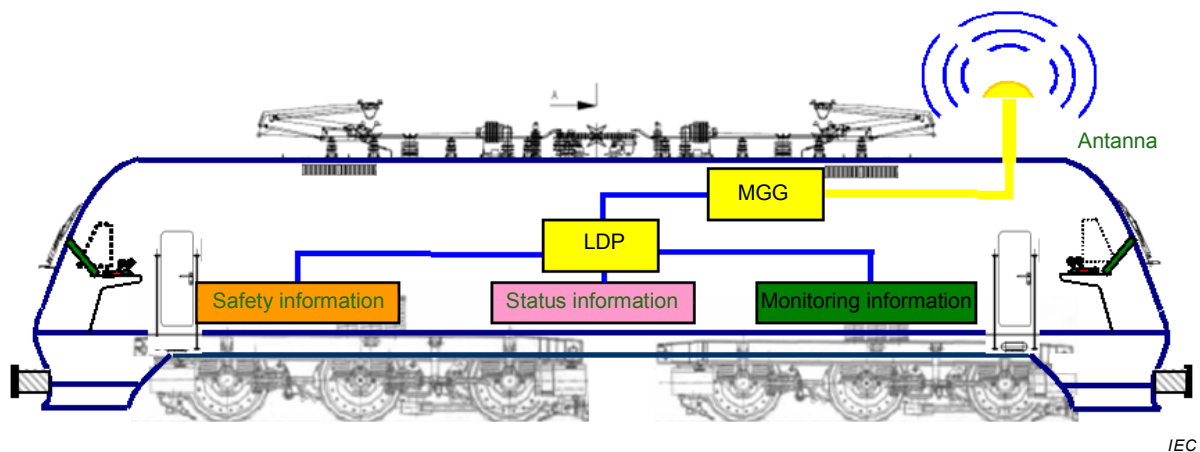 A
Antanna
MGG
LDP
Safety information
Status information
Monitoring information
IEC